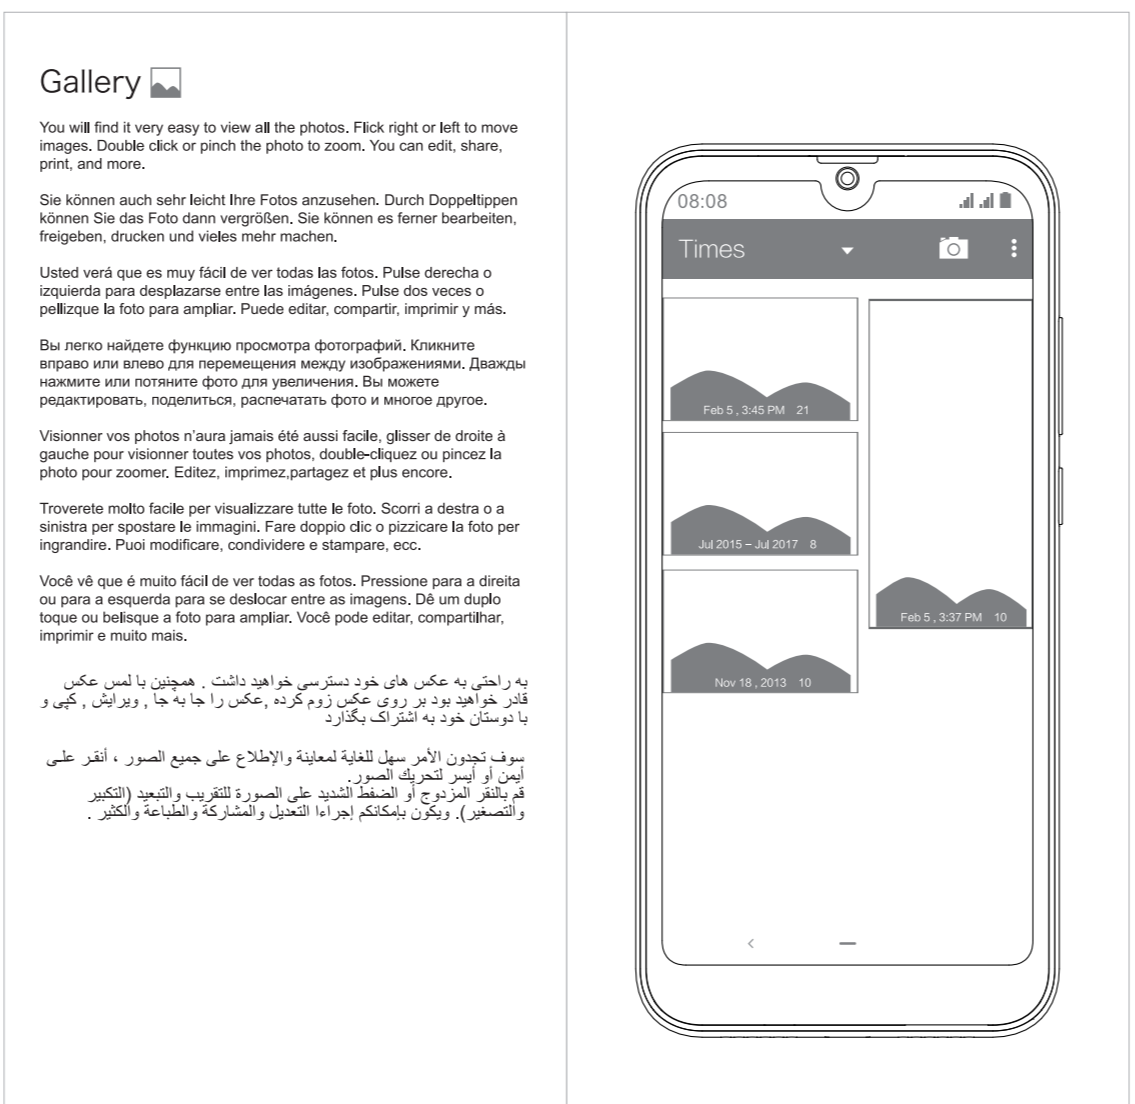 Gallery
You will find it very easy to view all the photos. Flick right or left to move
images. Double click or pinch the photo to zoom. You can edit, share,
print, and more.
Sie können auch sehr leicht Ihre Fotos anzusehen. Durch Doppeltippen
können Sie das Foto dann vergrößen. Sie können es ferner bearbeiten,
freigeben, drucken und vieles mehr machen.
Usted verá que es muy fácil de ver todas las fotos. Pulse derecha o
izquierda para desplazarse entre las imágenes. Pulse dos veces o
pellizque la foto para ampliar. Puede editar, compartir, imprimir y más.
Вы легко найдете функцию просмотра фотографий. Кликните
вправо или влево для перемещения между изображениями. Дважды
нажмите или потяните фото для увеличения. Вы можете
редактировать, поделиться, распечатать фото и многое другое.
Visionner vos photos n’aura jamais été aussi facile, glisser de droite à
gauche pour visionner toutes vos photos, double-cliquez ou pincez la
photo pour zoomer. Editez, imprimez,partagez et plus encore.
Troverete molto facile per visualizzare tutte le foto. Scorri a destra o a
sinistra per spostare le immagini. Fare doppio clic o pizzicare la foto per
ingrandire. Puoi modificare, condividere e stampare, ecc.
Você vê que é muito fácil de ver todas as fotos. Pressione para a direita
ou para a esquerda para se deslocar entre as imagens. Dê um duplo
toque ou belisque a foto para ampliar. Você pode editar, compartilhar,
imprimir e muito mais.
به راحتی به عکس های خود دسترسی خواهید داشت . همچنین با لمس عکس
قادر خواهید بود بر روی عکس زوم کرده ,عکس را جا به جا , ویرایش , کپی و
با دوستان خود به اشتراک بگذارد
سوف تجدون الأمر سهل للغاية لمعاينة والإطلاع على جميع الصور ، أنقر على
أيمن أو أيسر لتحريك الصور.
قم بالنقر المزدوج أو الضغط الشديد على الصورة للتقريب والتبعيد (التكبير
والتصغير). ويكون بإمكانكم إجراءا التعديل والمشاركة والطباعة والكثير .
08:08
Times
Feb 5 , 3:45 PM 21
Jul 2015 – Jul 2017 8
Feb 5 , 3:37 PM 10
Nov 18 , 2013 10